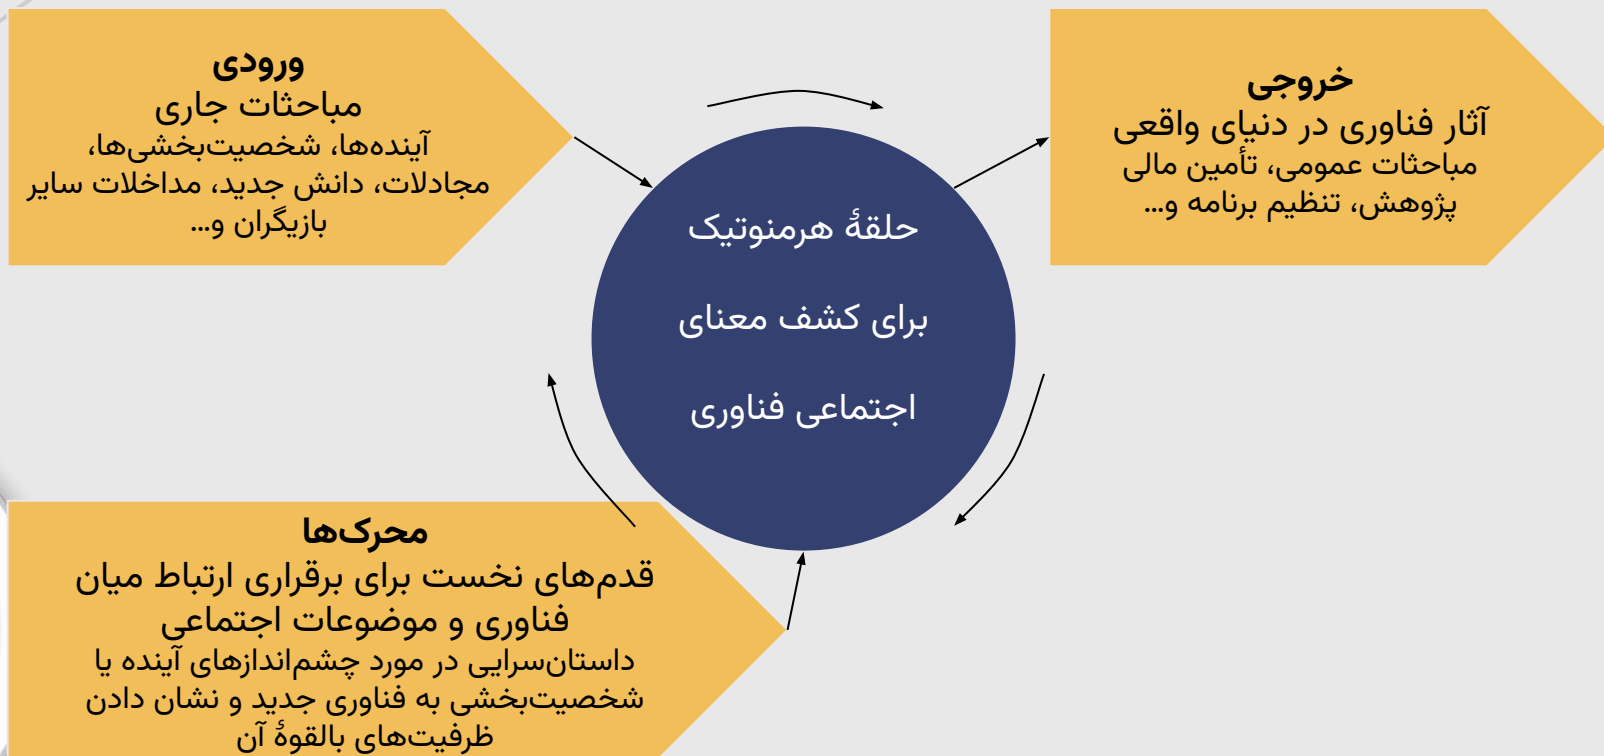 ورودی
مباحثات جاری
آینده‌ها، شخصیت‌بخشی‌ها،
مجادلات، دانش جدید، مداخلات سایر
بازیگران و...
خروجی
آثار فناوری در دنیای واقعی
مباحثات عمومی، تأمین مالی
پژوهش، تنظیم برنامه و...
حلقهٔ هرمنوتیک
برای کشف معنای
اجتماعی فناوری
محرک‌ها
قدم‌های نخست برای برقراری ارتباط میان
فناوری و موضوعات اجتماعی
داستان‌سرایی در مورد چشم‌اندازهای آینده یا
شخصیت‌بخشی به فناوری جدید و نشان دادن
ظرفیت‌های بالقوهٔ آن